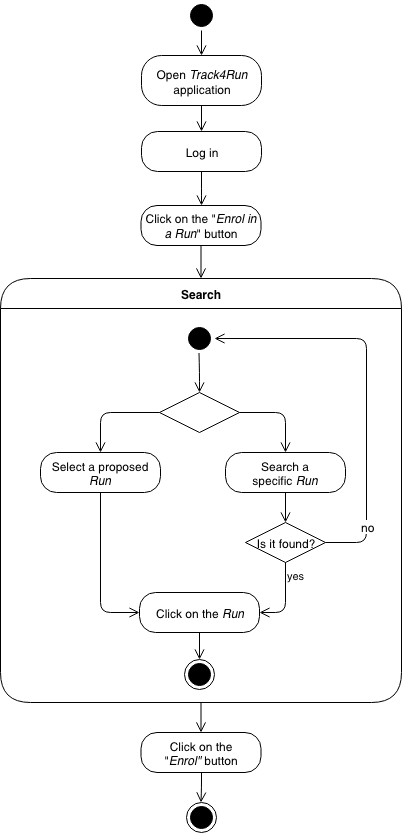 Open Track4Run
application
Log in
Click on the "Enrol in
a Run" button
Search
Select a proposed
Run
Search a
specific Run
Is it found?
no
yes
Click on the Run
Click on the
"Enrol" button